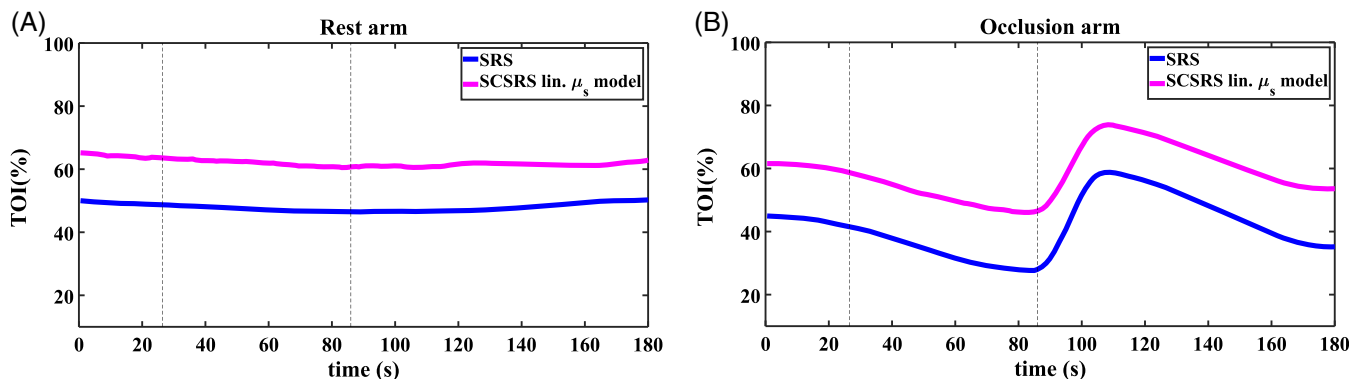 (A)
Rest arm
SRS
SCSRS lin. μs model
TOI(%)
100
80
60
40
20
0 20 40 60 80 100 120 140 160 180
time (s)
(B)
Occlusion arm
SRS
SCSRS lin. μs model
TOI(%)
100
80
60
40
20
0 20 40 60 80 100 120 140 160 180
time (s)